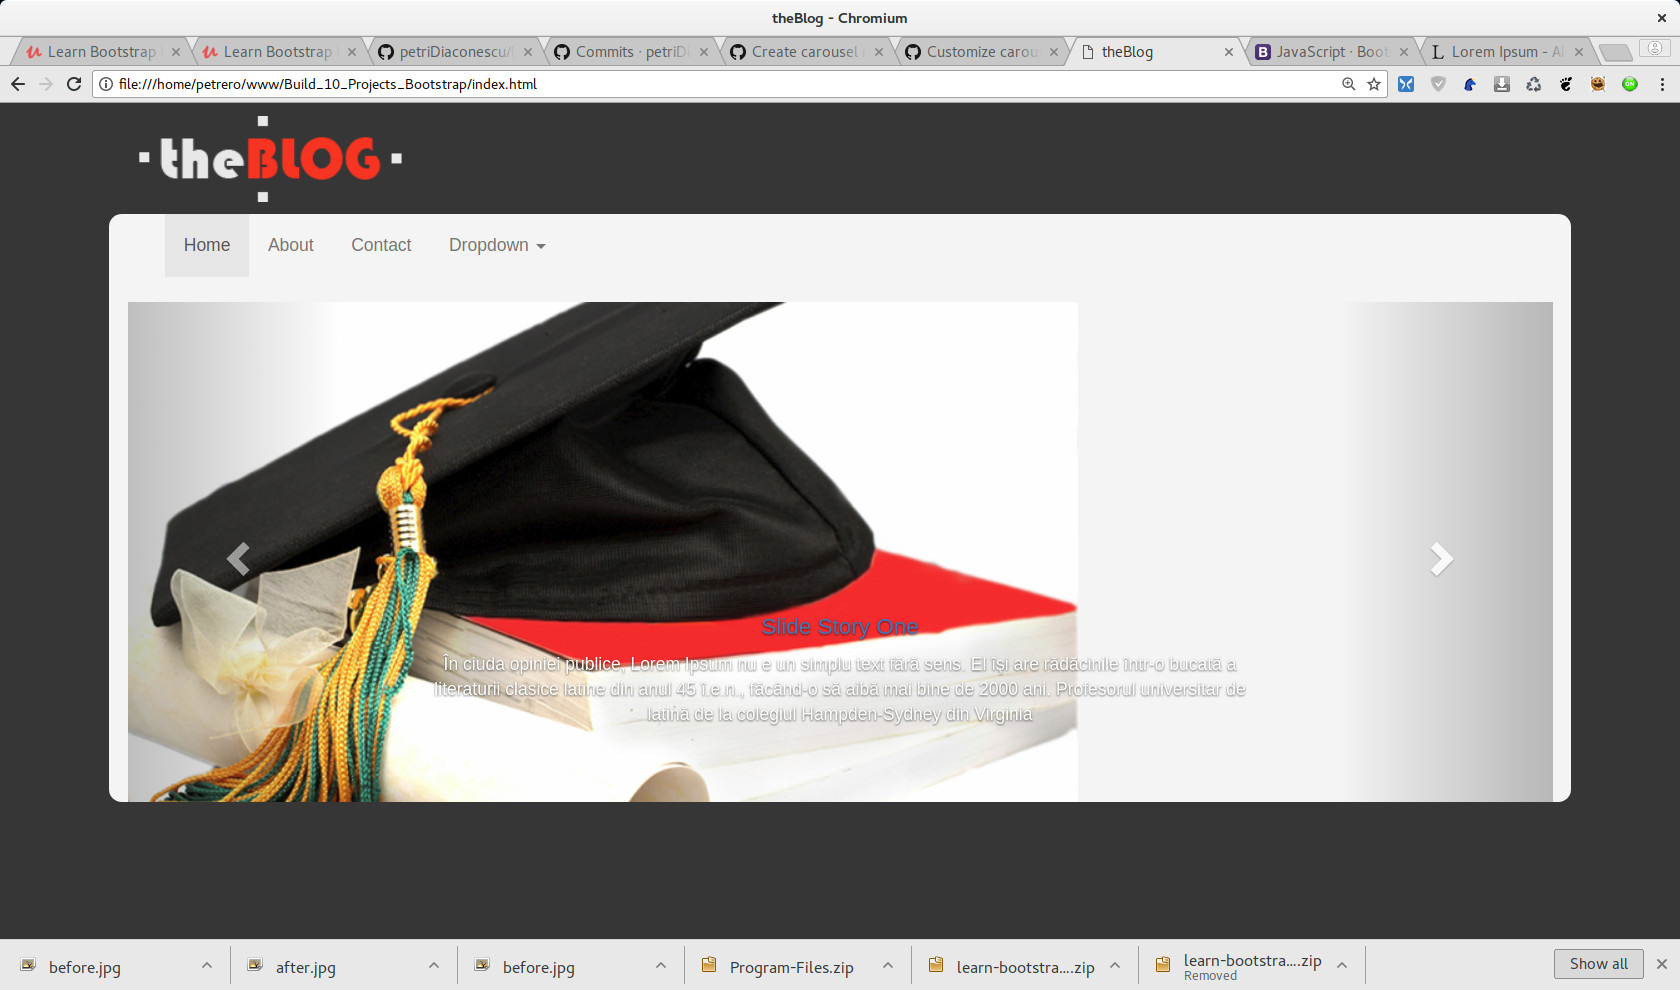 theBlog - Chromium
Learn Bootstrap
Learn Bootstrap
petriDiaconescu/
Commits · petriD
Create carousel
Customize carou
theBlog
JavaScript · Boot
Lorem Ipsum - Al
file:///home/petrero/www/Build_10_Projects_Bootstrap/index.html
ON
theBLOG
Home
About
Contact
Dropdown
Slide Story One
În ciuda opiniei publice, Lorem Ipsum nu e un simplu text fără sens. El își are rădăcinile într-o bucată a
literaturii clasice latine din anul 45 î.e.n., făcând-o să aibă mai bine de 2000 ani. Profesorul universitar de
latină de la colegiul Hampden-Sydney din Virginia
before.jpg
after.jpg
before.jpg
Program-Files.zip
learn-bootstra....zip
learn-bootstra....zip
Removed
Show all